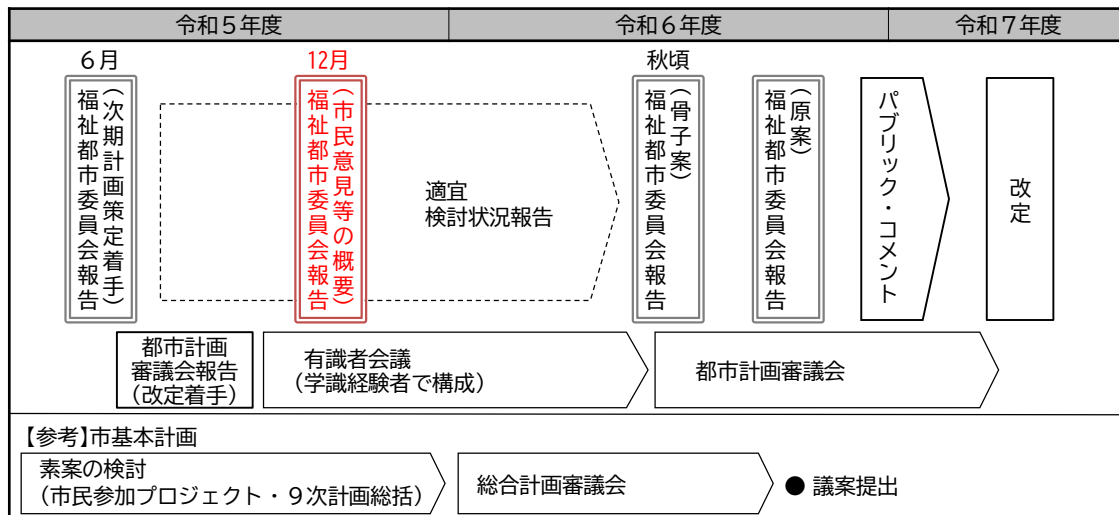 令和５年度
令和６年度
令和７年度
６月
福祉都市委員会報告
（次期計画策定着手）
12月
福祉都市委員会報告
（市民意見等の概要）
適宜
検討状況報告
秋頃
福祉都市委員会報告
（骨子案）
福祉都市委員会報告
（原案）
パブリック・コメント
改定
都市計画
審議会報告
（改定着手）
有識者会議
（学識経験者で構成）
都市計画審議会
【参考】市基本計画
素案の検討
（市民参加プロジェクト・９次計画総括）
総合計画審議会
● 議案提出